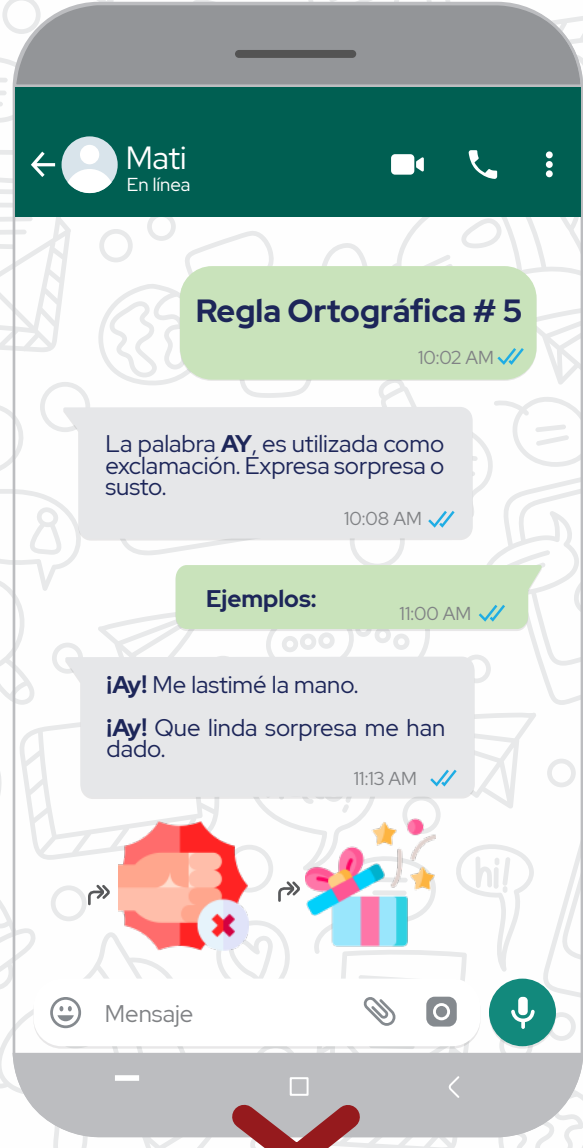 Mati
En línea
Regla Ortográfica # 5
10:02 AM
La palabra AY, es utilizada como
exclamación. Expresa sorpresa o
susto.
10:08 AM
Ejemplos:
11:00 AM
¡Ay! Me lastimé la mano.
¡Ay! Que linda sorpresa me han
dado.
11:13 AM
hi!
Mensaje